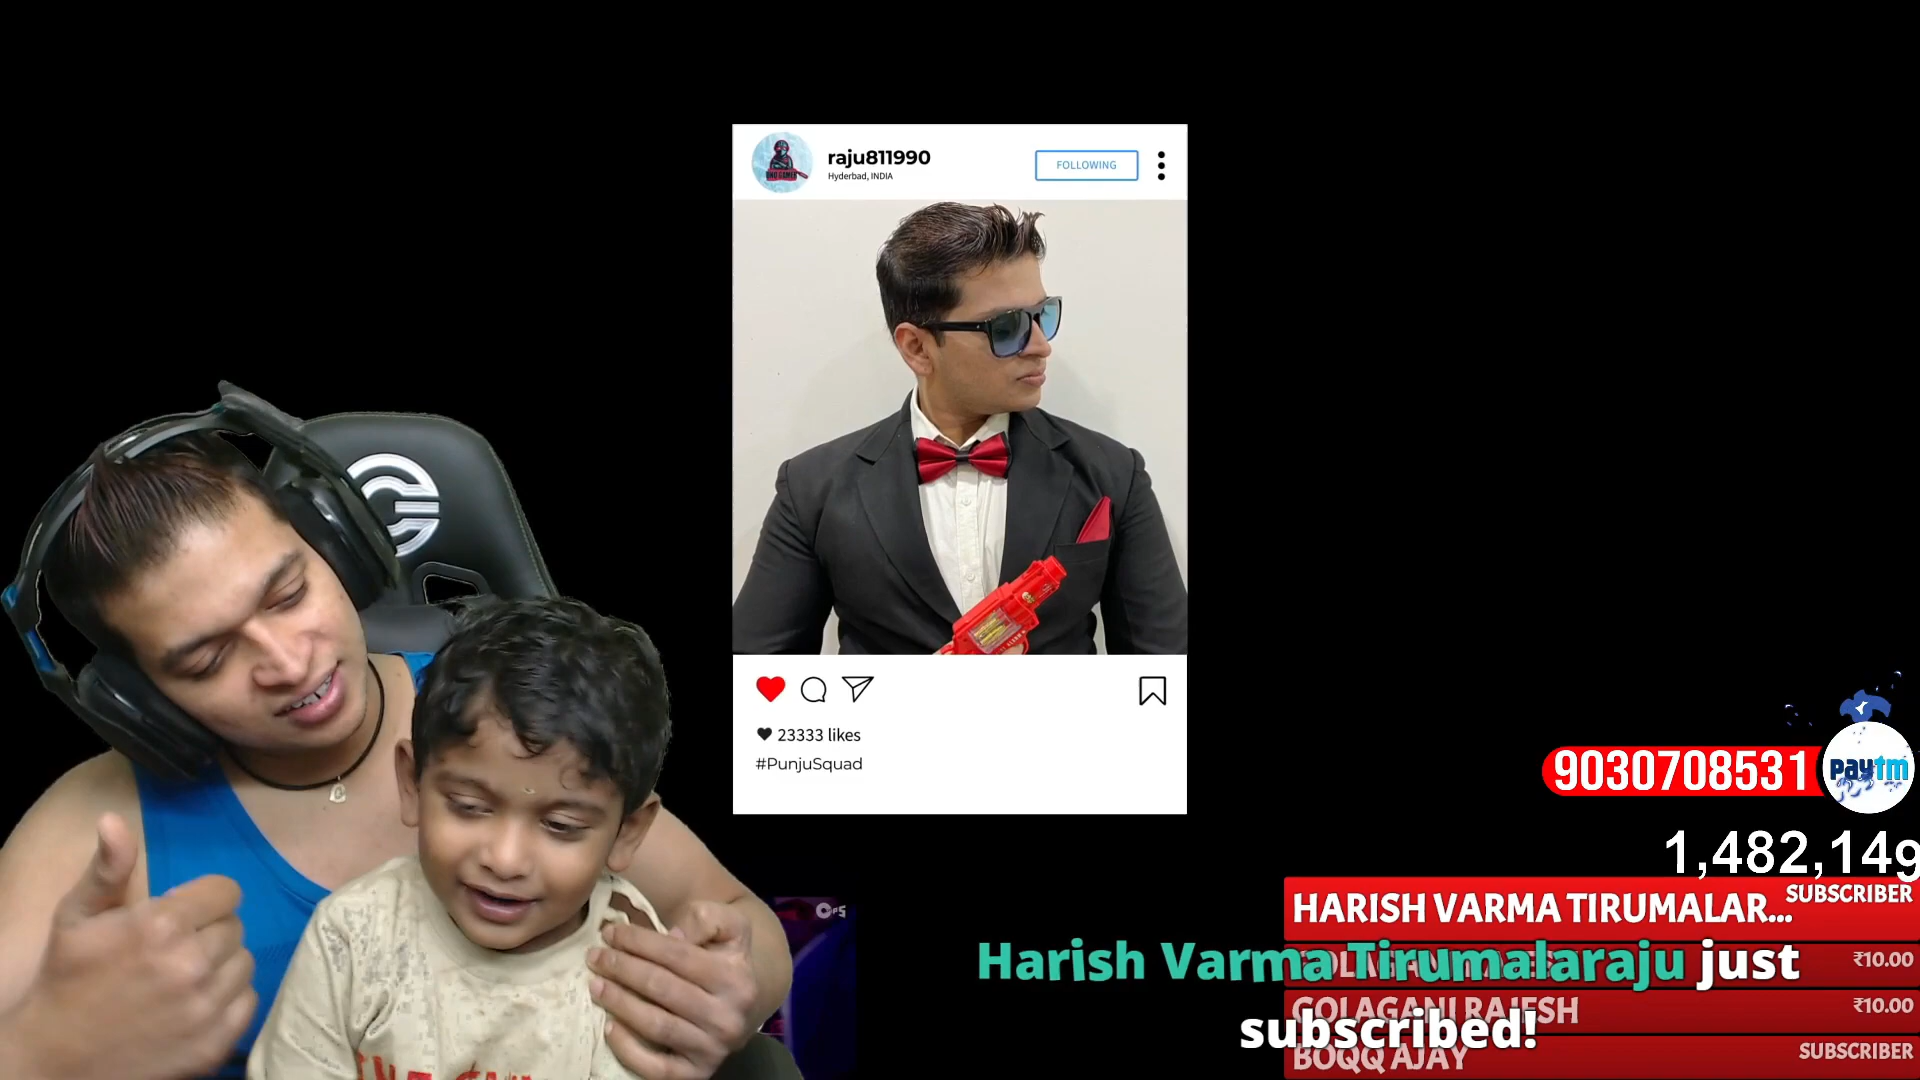 raju811990
Hyderbad, INDIA
FOLLOWING
23333 likes
#PunjuSquad
9030708531
paytm
1,482,149
SUBSCRIBER
HARISH VARMA TIRUMALAR...
₹10.00
Harish Varma Tirumalaraju just
GOLAGANI RAJESH
₹10.00
subscribed!
BOQQ AJAY
SUBSCRIBER